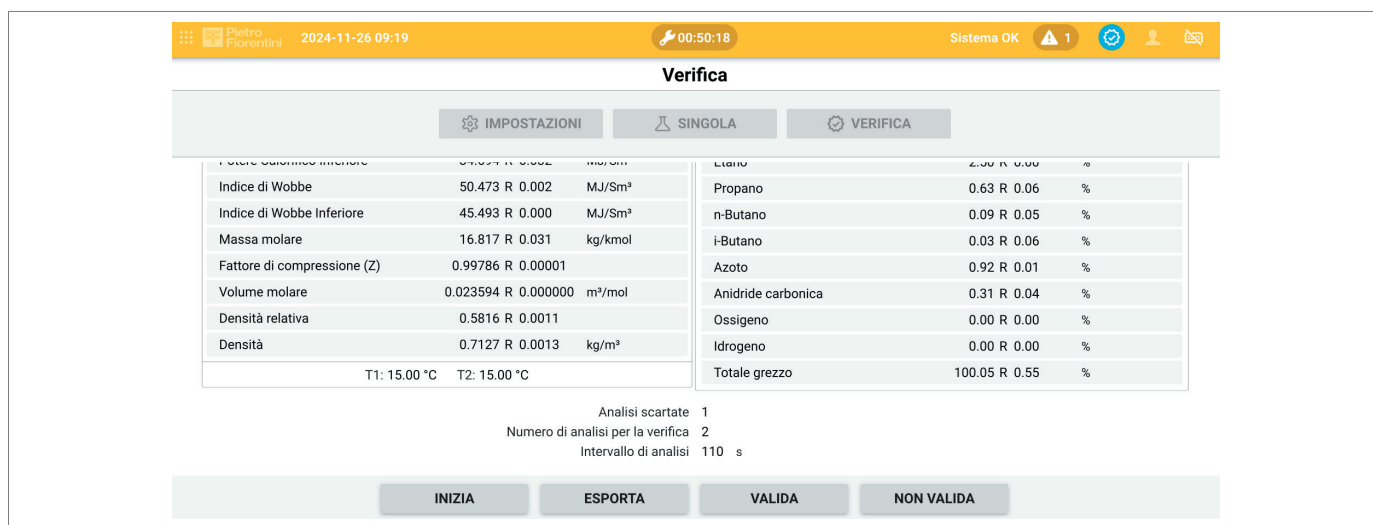 Pietro Fiorentini 2024-11-26 09:19 00:50:18 Sistema OK 1
Verifica
IMPOSTAZIONI SINGOLA VERIFICA
Indice di Wobbe 50.473 R 0.002 MJ/Sm³
Indice di Wobbe Inferiore 45.493 R 0.000 MJ/Sm³
Massa molare 16.817 R 0.031 kg/kmol
Fattore di compressione (Z) 0.99786 R 0.00001
Volume molare 0.023594 R 0.000000 m³/mol
Densità relativa 0.5816 R 0.0011
Densità 0.7127 R 0.0013 kg/m³
T1: 15.00 °C T2: 15.00 °C
Propano 0.63 R 0.06 %
n-Butano 0.09 R 0.05 %
i-Butano 0.03 R 0.06 %
Azoto 0.92 R 0.01 %
Anidride carbonica 0.31 R 0.04 %
Ossigeno 0.00 R 0.00 %
Idrogeno 0.00 R 0.00 %
Totale grezzo 100.05 R 0.55 %
Analisi scartate 1
Numero di analisi per la verifica 2
Intervallo di analisi 110 s
INIZIA ESPORTA VALIDA NON VALIDA